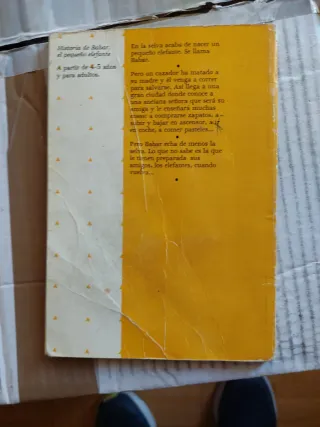 Historia de Babar,
el pequeño elefante
A partir de 4-5 años
y para adultos.
En la selva acaba de nacer un
pequeño elefante. Se llama
Babar.
Pero un cazador ha matado a
su madre y él venga a correr
para salvarse. Así llega a una
gran ciudad donde conoce a
una anciana señora que será su
amiga y le enseñará muchas
cosas: a comprarse zapatos, a
subir y bajar en ascensor, a ir
en coche, a comer pasteles...
Pero Babar echa de menos la
selva. Lo que no sabe es la que
le tienen preparada sus
amigos, los elefantes, cuando
vuelva...